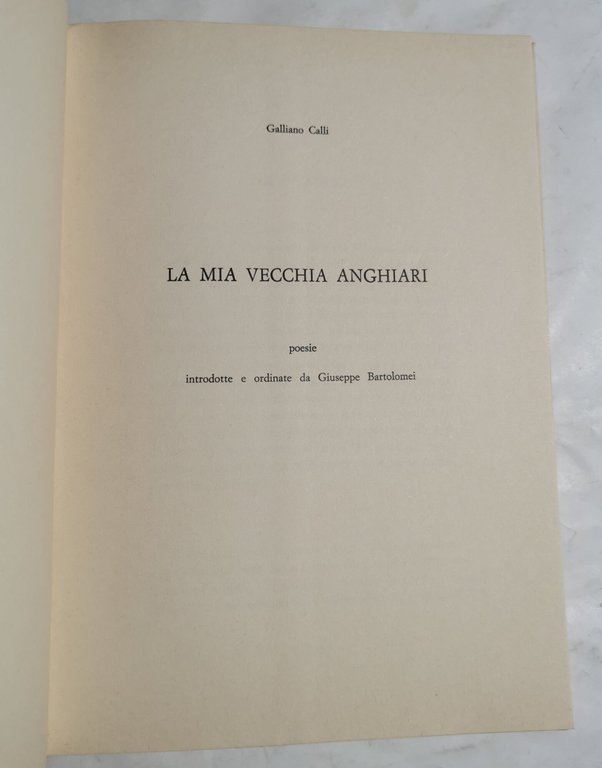 Galliano Calli
LA MIA VECCHIA ANGHIARI
poesie
introdotte e ordinate da Giuseppe Bartolomei